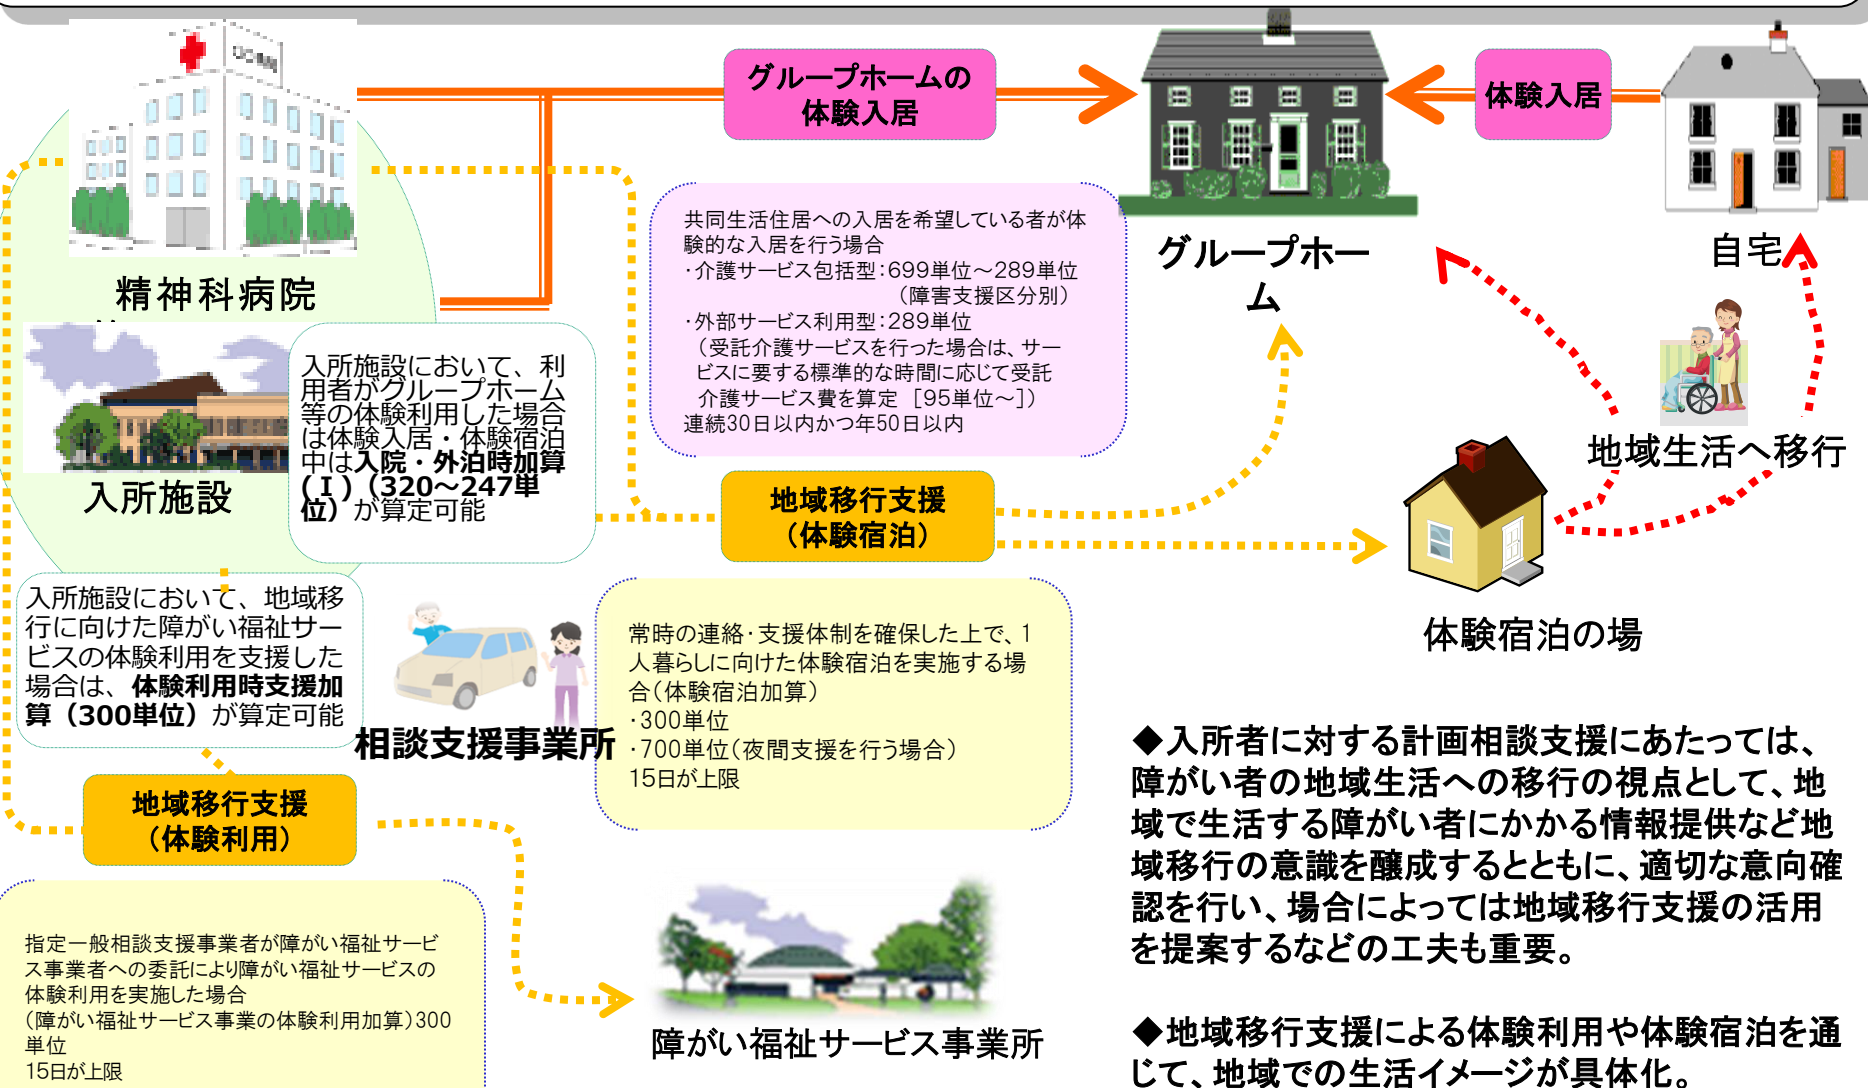 グループホームの
体験入居
体験入居
精神科病院
入所施設
グループホー
ム
自宅
共同生活住居への入居を希望している者が体
験的な入居を行う場合
・介護サービス包括型：699単位～289単位
（障害支援区分別）
・外部サービス利用型：289単位
（受託介護サービスを行った場合は、サー
ビスに要する標準的な時間に応じて受託
介護サービス費を算定 ［95単位～］）
連続30日以内かつ年50日以内
入所施設において、利
用者がグループホーム
等の体験利用した場合
は体験入居・体験宿泊
中は入院・外泊時加算
(Ⅰ)（320～247単
位）が算定可能
地域移行支援
（体験宿泊）
地域生活へ移行
体験宿泊の場
入所施設において、地域移
行に向けた障がい福祉サー
ビスの体験利用を支援した
場合は、体験利用時支援加
算（300単位）が算定可能
相談支援事業所
常時の連絡・支援体制を確保した上で、1
人暮らしに向けた体験宿泊を実施する場
合（体験宿泊加算）
・300単位
・700単位（夜間支援を行う場合）
15日が上限
地域移行支援
（体験利用）
指定一般相談支援事業者が障がい福祉サービ
ス事業者への委託により障がい福祉サービスの
体験利用を実施した場合
（障がい福祉サービス事業の体験利用加算）300
単位
15日が上限
障がい福祉サービス事業所
◆入所者に対する計画相談支援にあたっては、
障がい者の地域生活への移行の視点として、地
域で生活する障がい者にかかる情報提供など地
域移行の意識を醸成するとともに、適切な意向確
認を行い、場合によっては地域移行支援の活用
を提案するなどの工夫も重要。
◆地域移行支援による体験利用や体験宿泊を通
じて、地域での生活イメージが具体化。